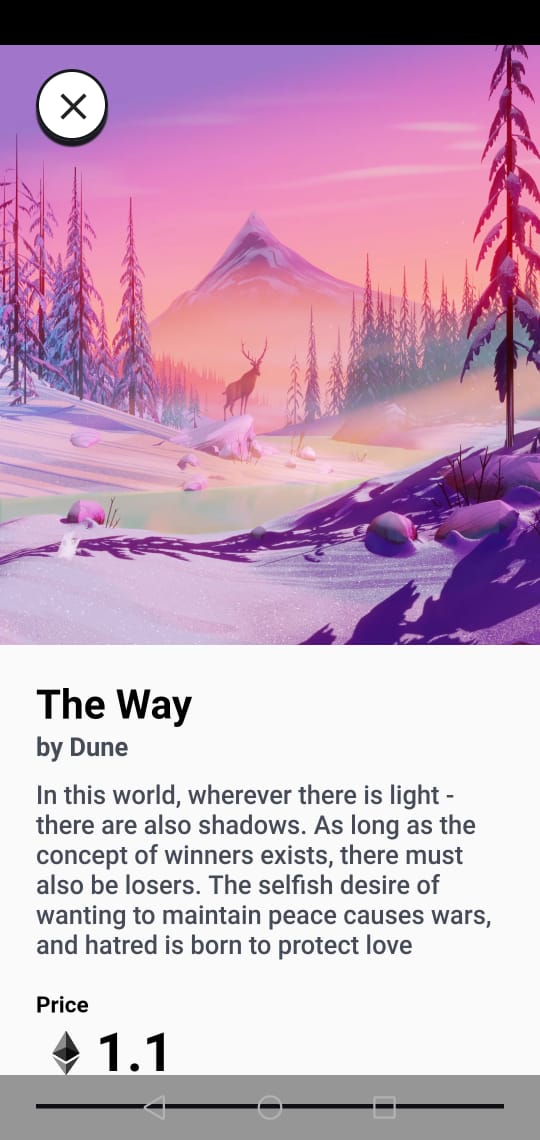 The Way
by Dune
In this world, wherever there is light -
there are also shadows. As long as the
concept of winners exists, there must
also be losers. The selfish desire of
wanting to maintain peace causes wars,
and hatred is born to protect love
Price
1.1